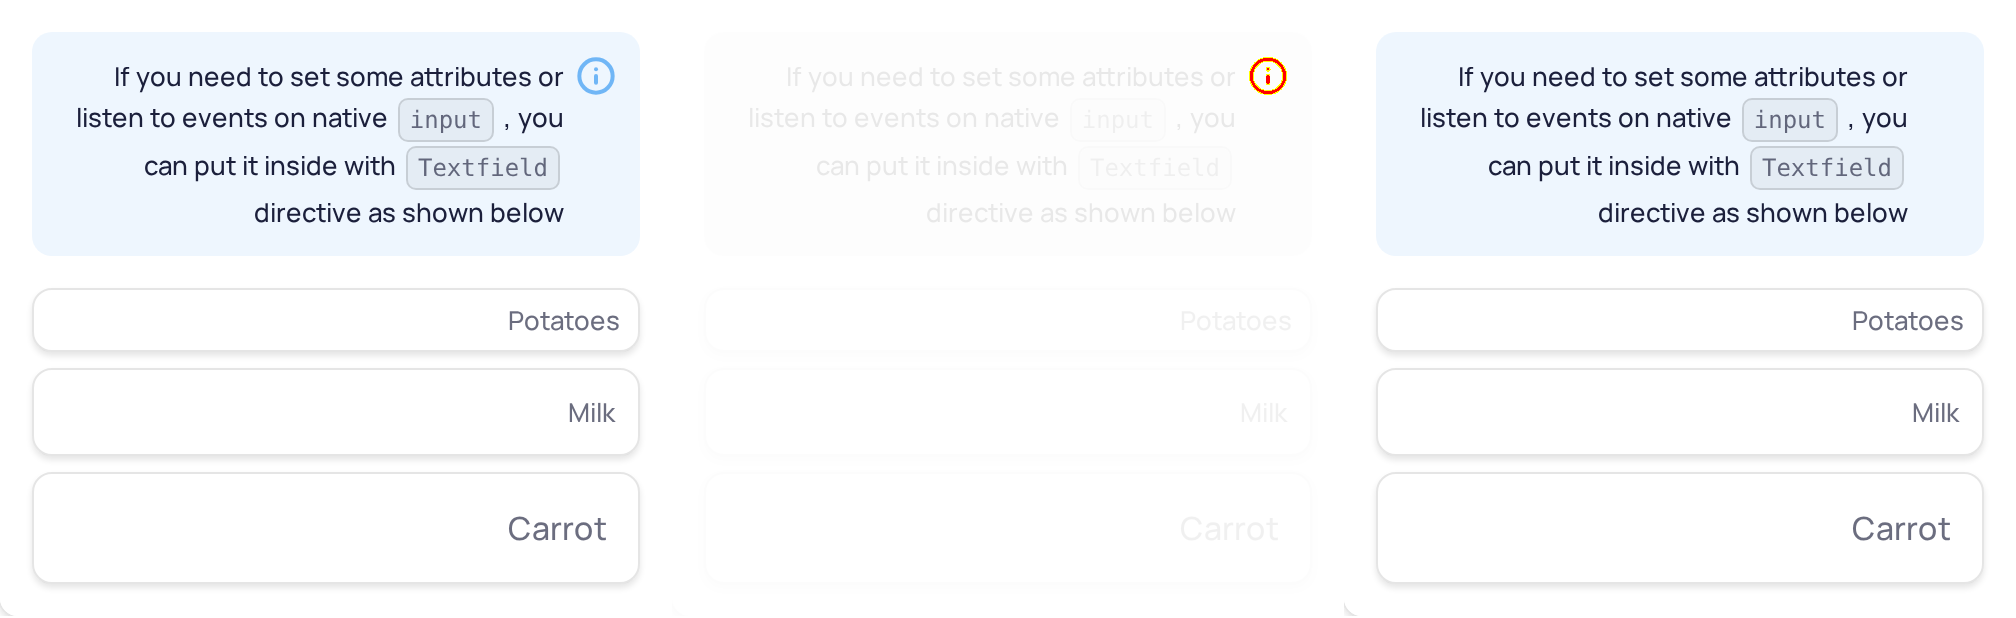 If you need to set some attributes or
listen to events on native input , you
can put it inside with Textfield
directive as shown below
Potatoes
Milk
Carrot
If you need to set some attributes or
listen to events on native input , you
can put it inside with Textfield
directive as shown below
Potatoes
Milk
Carrot
If you need to set some attributes or
listen to events on native input , you
can put it inside with Textfield
directive as shown below
Potatoes
Milk
Carrot